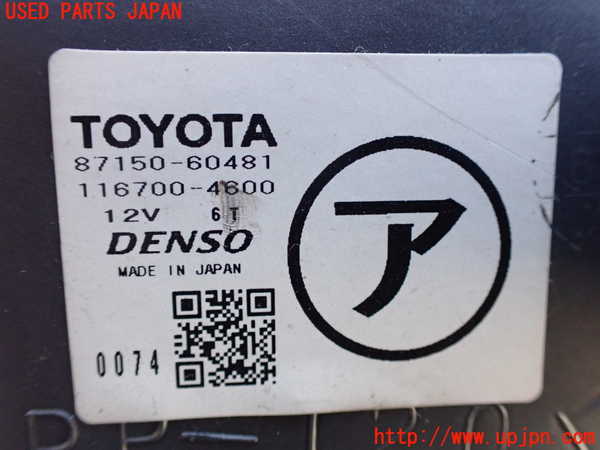 USED PARTS JAPAN
TOYOTA
87150-60481
116700-4600
12V 6T
DENSO
MADE IN JAPAN
0074
ア
http://www.upjpn.com/